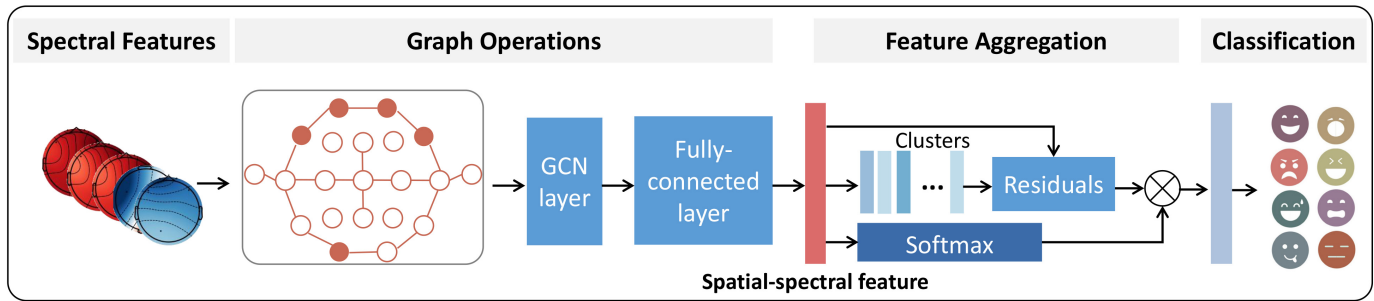 Spectral Features
Graph Operations
Feature Aggregation
Classification
GCN
layer
Fully-
connected
layer
Clusters
...
Residuals
Softmax
Spatial-spectral feature